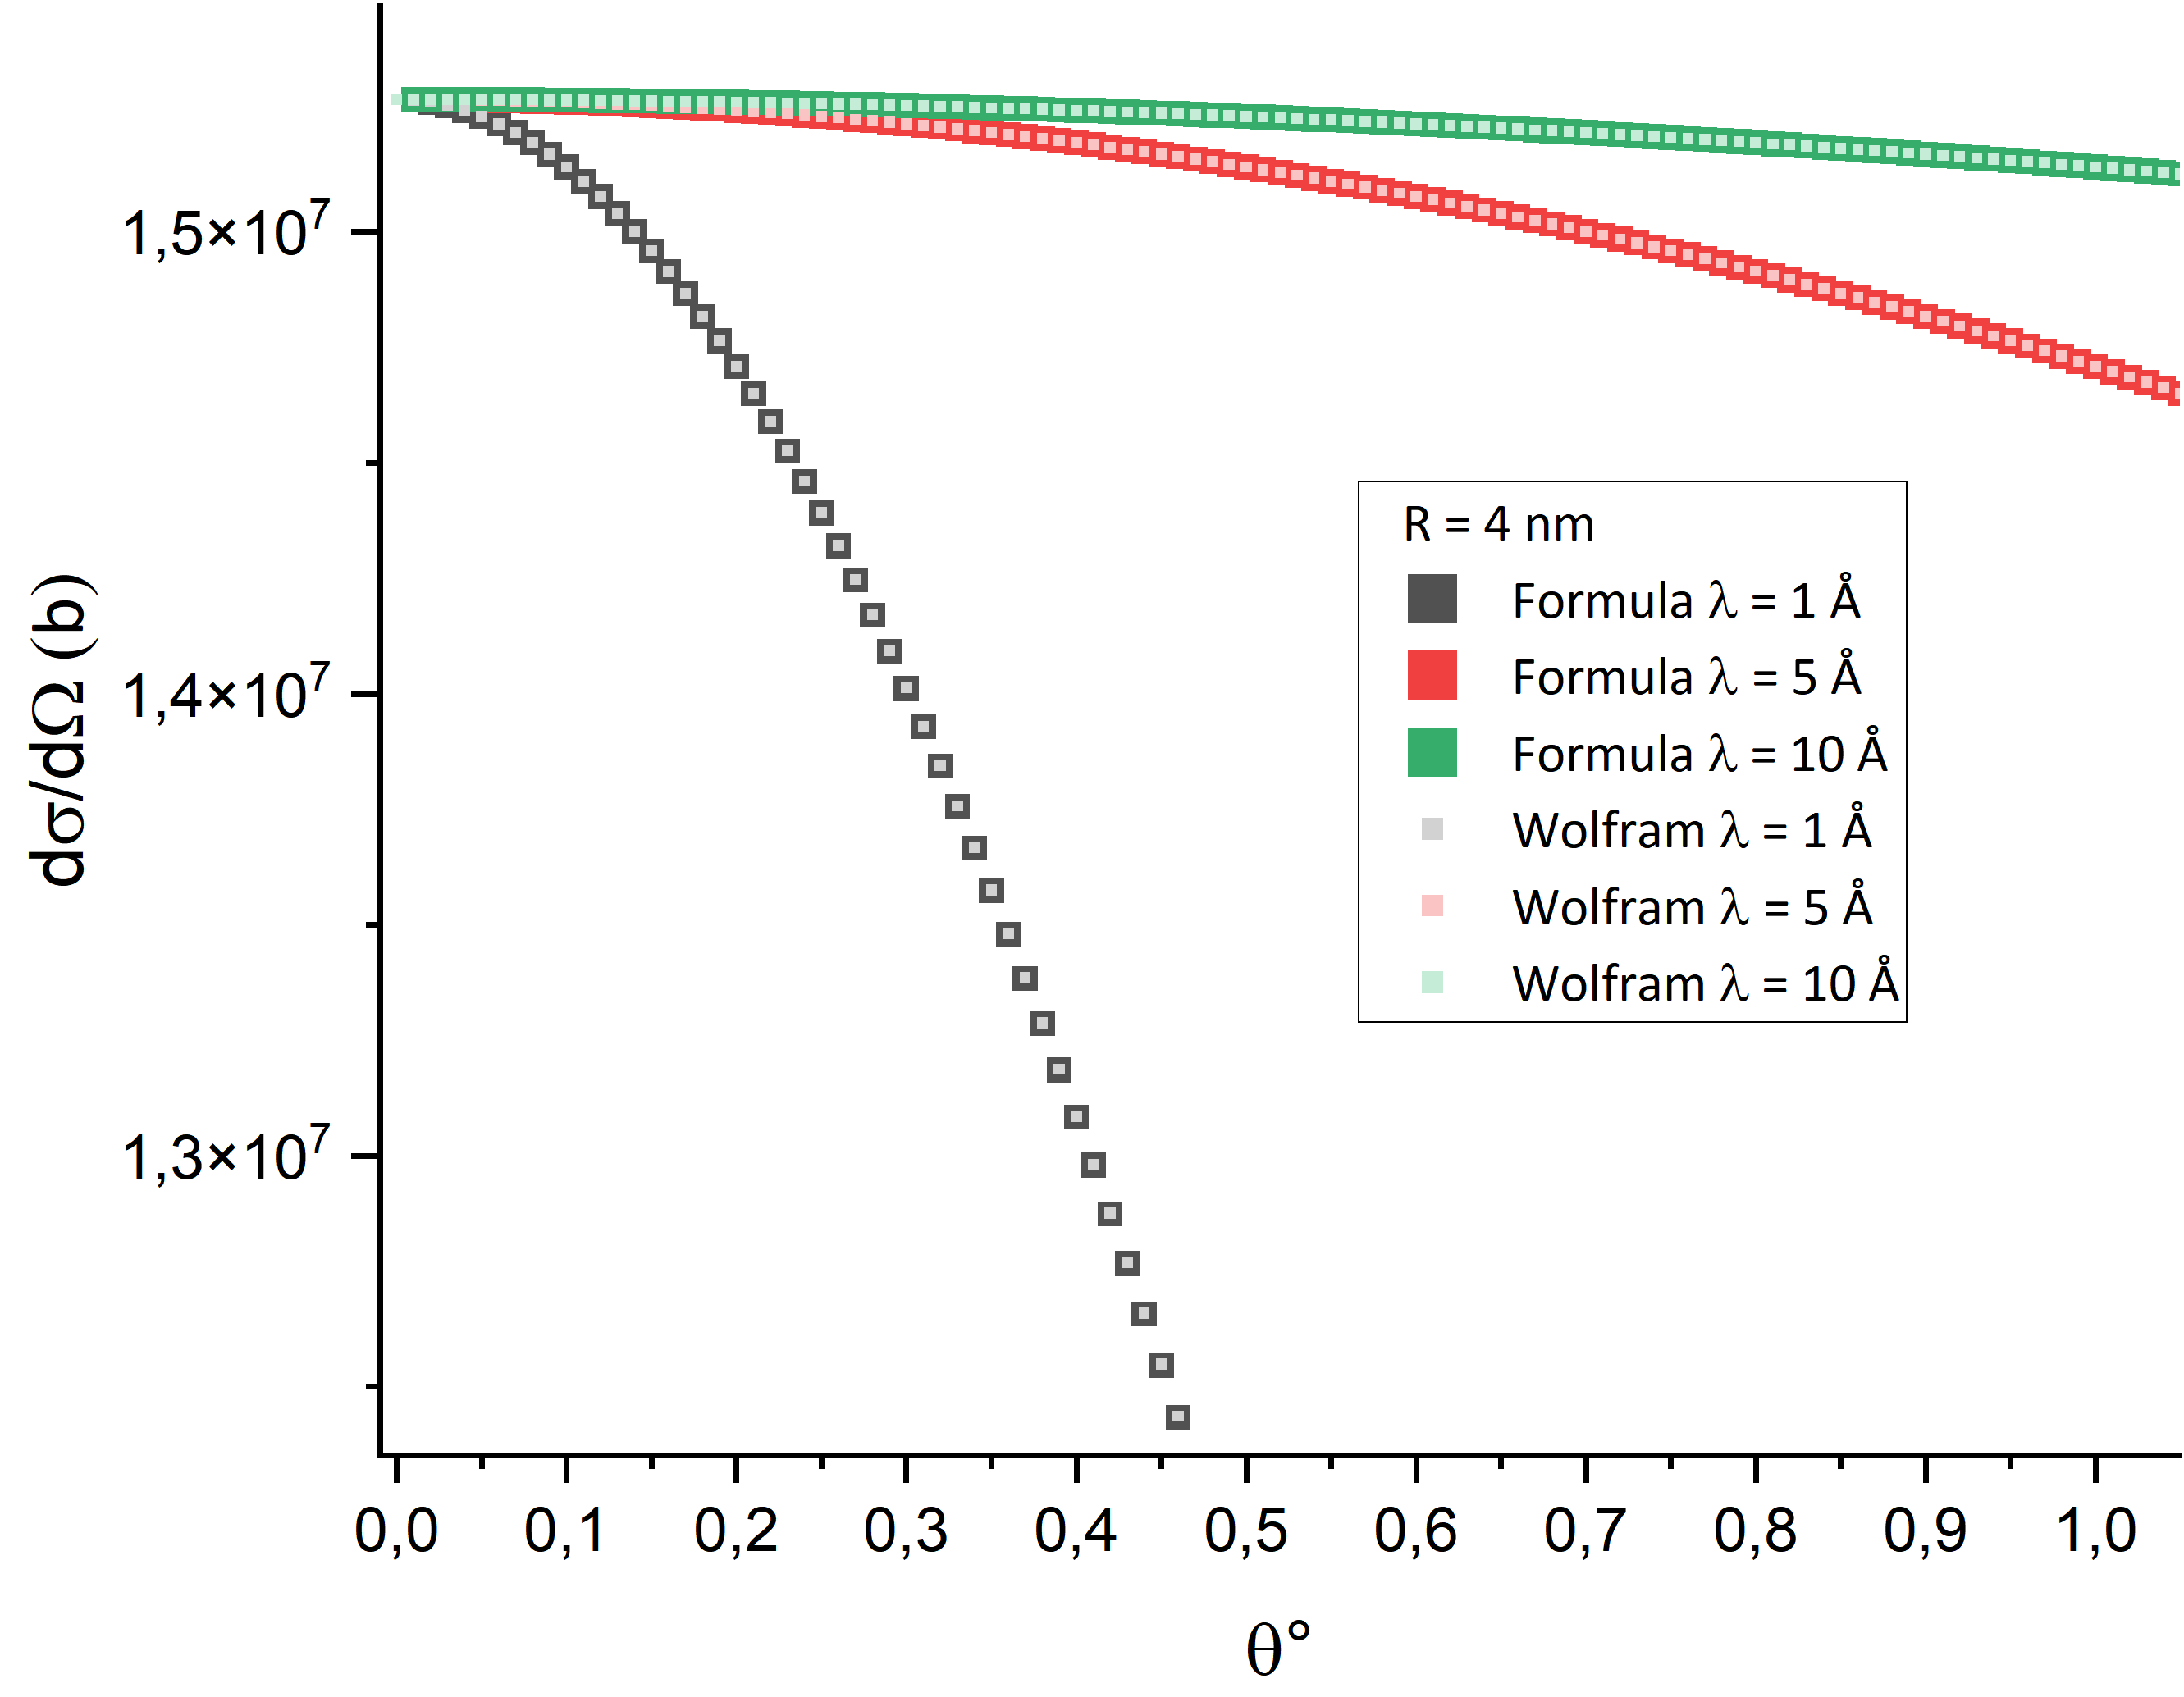 dσ/dΩ (b)
1,5×10⁷
1,4×10⁷
1,3×10⁷
R = 4 nm
Formula λ = 1 Å
Formula λ = 5 Å
Formula λ = 10 Å
Wolfram λ = 1 Å
Wolfram λ = 5 Å
Wolfram λ = 10 Å
0,0 0,1 0,2 0,3 0,4 0,5 0,6 0,7 0,8 0,9 1,0
θ°